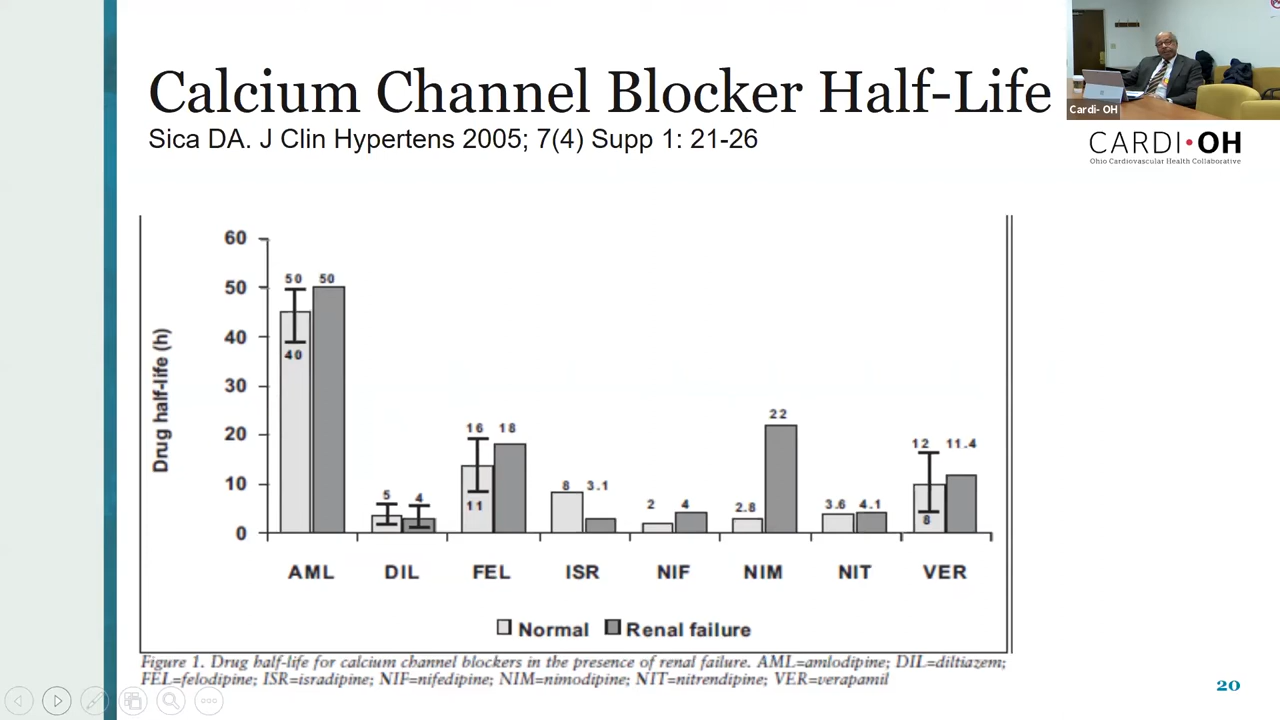 Calcium Channel Blocker Half-Life
Sica DA. J Clin Hypertens 2005; 7(4) Supp 1: 21-26
Cardi- OH
CARDI•OH
Ohio Cardiovascular Health Collaborative
Drug half-life (h)
60
50
40
30
20
10
0
50 50
40
5 4
16 18
11
8 3.1
2 4
2.8 22
3.6 4.1
12 11.4
8
AML DIL FEL ISR NIF NIM NIT VER
Normal Renal failure
Figure 1. Drug half-life for calcium channel blockers in the presence of renal failure. AML=amlodipine; DIL=diltiazem;
FEL=felodipine; ISR=isradipine; NIF=nifedipine; NIM=nimodipine; NIT=nitrendipine; VER=verapamil
20